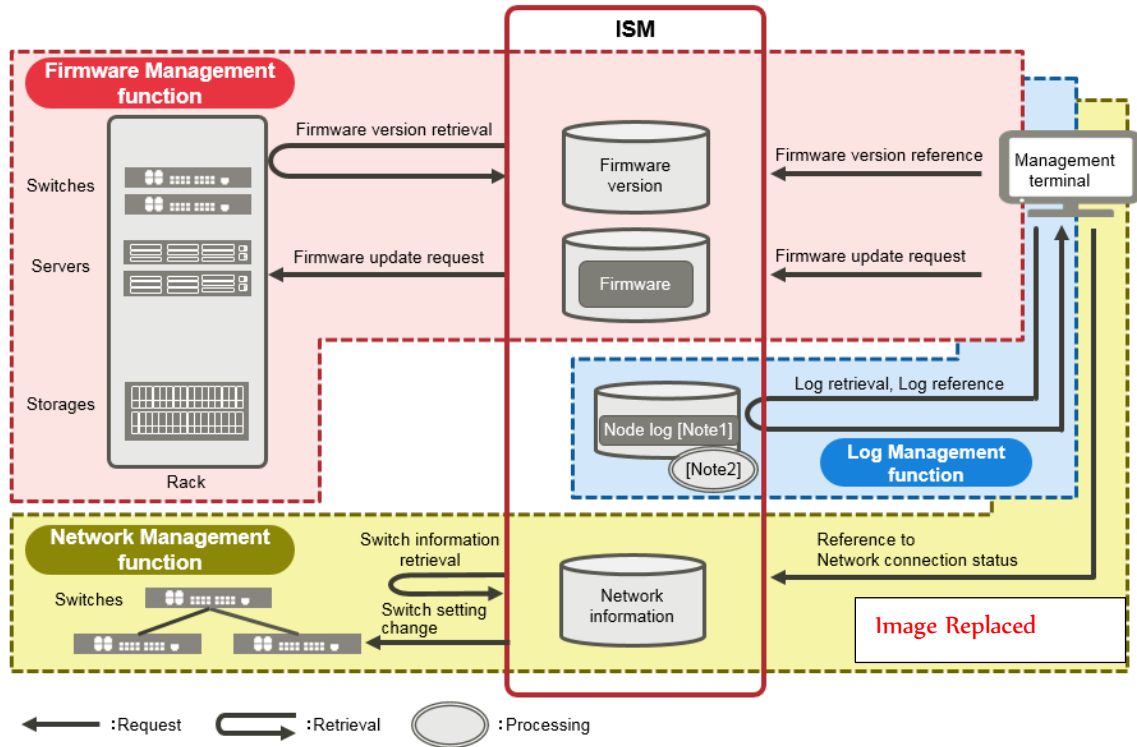 ISM
Firmware Management
function
Firmware version retrieval
Firmware
version
Firmware version reference
Management
terminal
Switches
Servers
Firmware update request
Firmware
Firmware update request
Storages
Rack
Log retrieval, Log reference
Node log [Note1]
[Note2]
Log Management
function
Network Management
function
Switch information
retrieval
Switches
Switch setting
change
Network
information
Reference to
Network connection status
Image Replaced
:Request
:Retrieval
:Processing